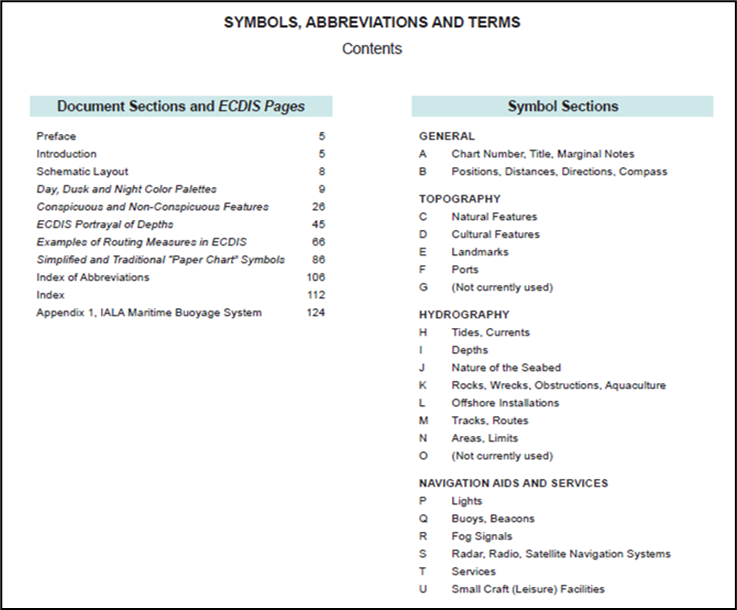 SYMBOLS, ABBREVIATIONS AND TERMS
Contents
Document Sections and ECDIS Pages
Preface 5
Introduction 5
Schematic Layout 8
Day, Dusk and Night Color Palettes 9
Conspicuous and Non-Conspicuous Features 26
ECDIS Portrayal of Depths 45
Examples of Routing Measures in ECDIS 66
Simplified and Traditional "Paper Chart" Symbols 86
Index of Abbreviations 106
Index 112
Appendix 1, IALA Maritime Buoyage System 124
Symbol Sections
GENERAL
A Chart Number, Title, Marginal Notes
B Positions, Distances, Directions, Compass
TOPOGRAPHY
C Natural Features
D Cultural Features
E Landmarks
F Ports
G (Not currently used)
HYDROGRAPHY
H Tides, Currents
I Depths
J Nature of the Seabed
K Rocks, Wrecks, Obstructions, Aquaculture
L Offshore Installations
M Tracks, Routes
N Areas, Limits
O (Not currently used)
NAVIGATION AIDS AND SERVICES
P Lights
Q Buoys, Beacons
R Fog Signals
S Radar, Radio, Satellite Navigation Systems
T Services
U Small Craft (Leisure) Facilities